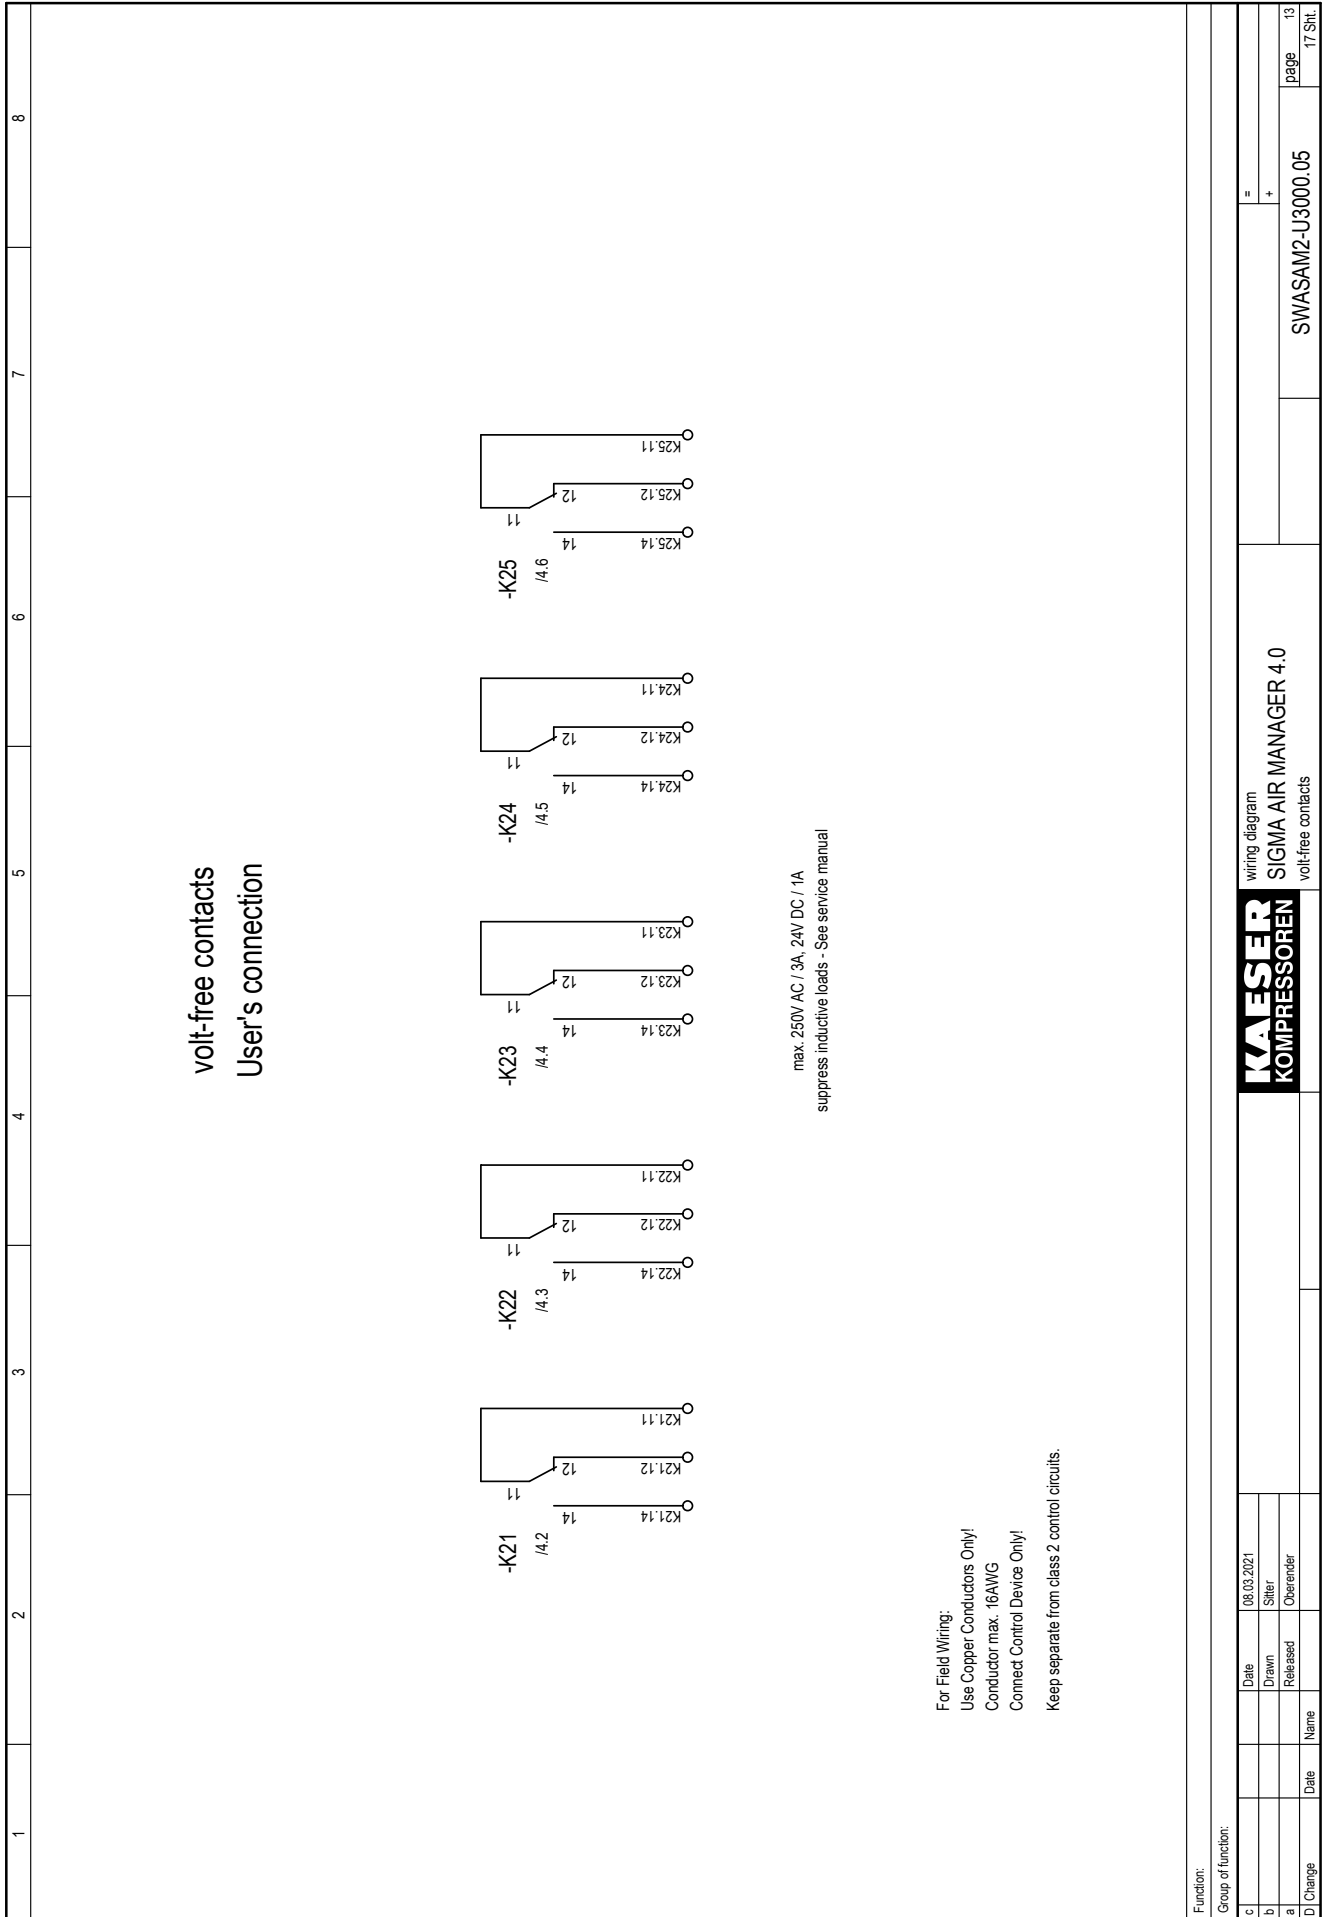 1
2
3
4
5
6
7
8
volt-free contacts
User's connection
-K21
/4.2
11
14
12
K21.14
K21.12
K21.11
-K22
/4.3
11
14
12
K22.14
K22.12
K22.11
-K23
/4.4
11
14
12
K23.14
K23.12
K23.11
-K24
/4.5
11
14
12
K24.14
K24.12
K24.11
-K25
/4.6
11
14
12
K25.14
K25.12
K25.11
max. 250V AC / 3A, 24V DC / 1A
suppress inductive loads - See service manual
For Field Wiring:
Use Copper Conductors Only!
Conductor max. 16AWG
Connect Control Device Only!
Keep separate from class 2 control circuits.
Function:
Group of function:
c
b
a
D
Change
Date
Name
Date
08.03.2021
Drawn
Sitter
Released
Oberender
KAESER
KOMPRESSOREN
wiring diagram
SIGMA AIR MANAGER 4.0
volt-free contacts
=
+
SWASAM2-U3000.05
page
13
17 Sht.